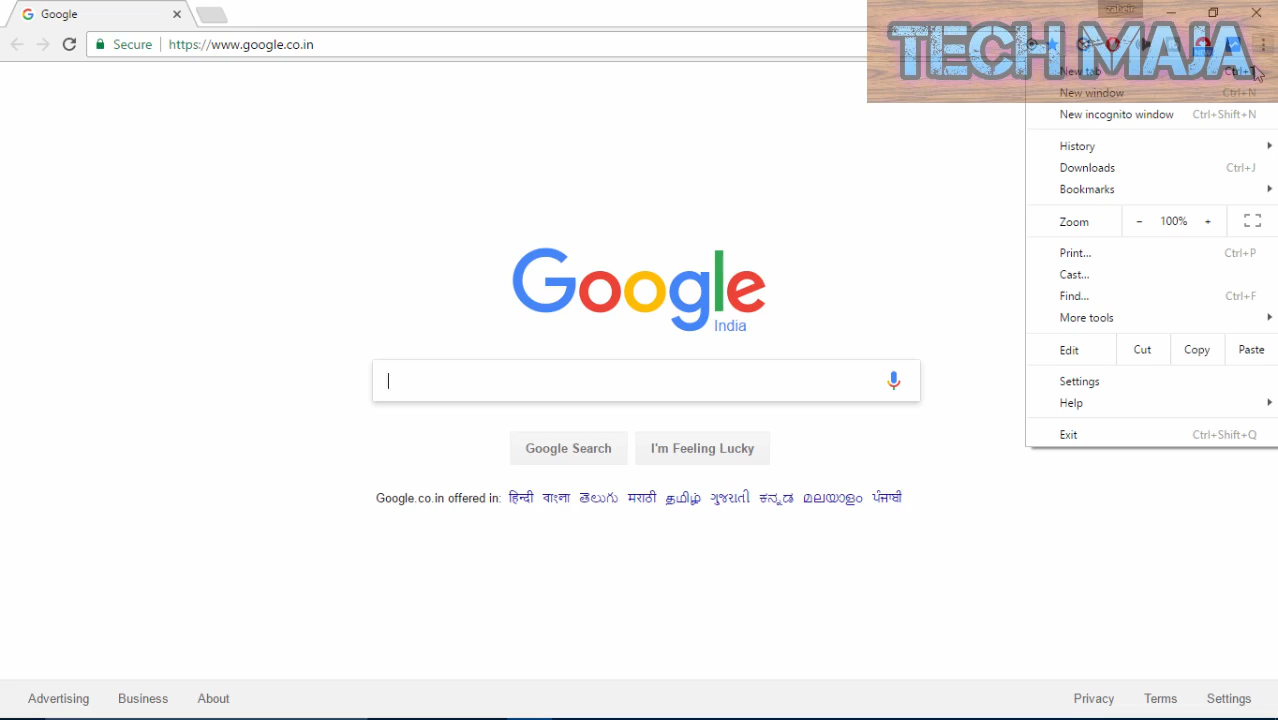 Google
Secure https://www.google.co.in
TECH MAJA
New tab Ctrl+T
New window Ctrl+N
New incognito window Ctrl+Shift+N
History
Downloads Ctrl+J
Bookmarks
Zoom - 100% +
Print... Ctrl+P
Cast...
Find... Ctrl+F
More tools
Edit Cut Copy Paste
Settings
Help
Exit Ctrl+Shift+Q
Google
India
Google Search I'm Feeling Lucky
Google.co.in offered in: हिन्दी বাংলা తెలుగు मराठी தமிழ் ગુજરાતી ಕನ್ನಡ മലയാളം ਪੰਜਾਬੀ
Advertising Business About Privacy Terms Settings